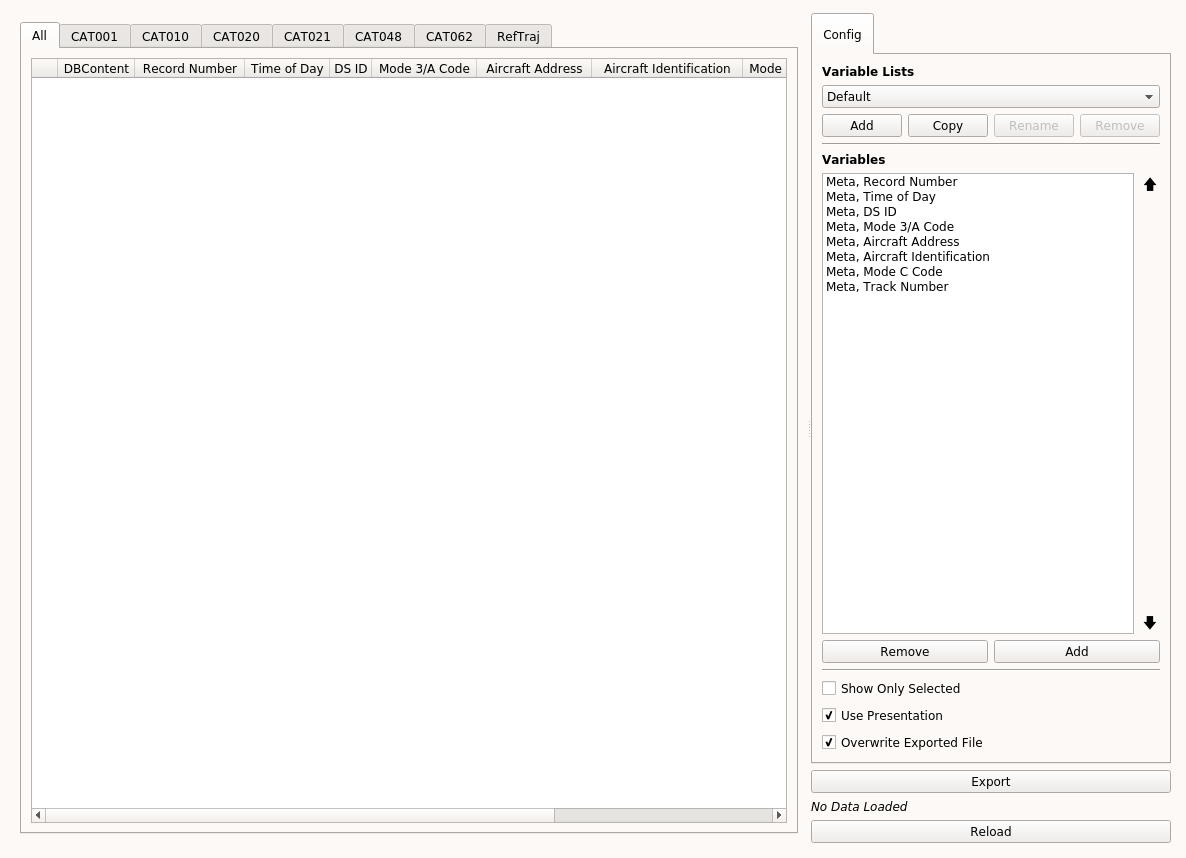 All CAT001 CAT010 CAT020 CAT021 CAT048 CAT062 RefTraj
DBContent Record Number Time of Day DS ID Mode 3/A Code Aircraft Address Aircraft Identification Mode
Config
Variable Lists
Default
Add Copy Rename Remove
Variables
Meta, Record Number
Meta, Time of Day
Meta, DS ID
Meta, Mode 3/A Code
Meta, Aircraft Address
Meta, Aircraft Identification
Meta, Mode C Code
Meta, Track Number
Remove Add
Show Only Selected
Use Presentation
Overwrite Exported File
Export
No Data Loaded
Reload